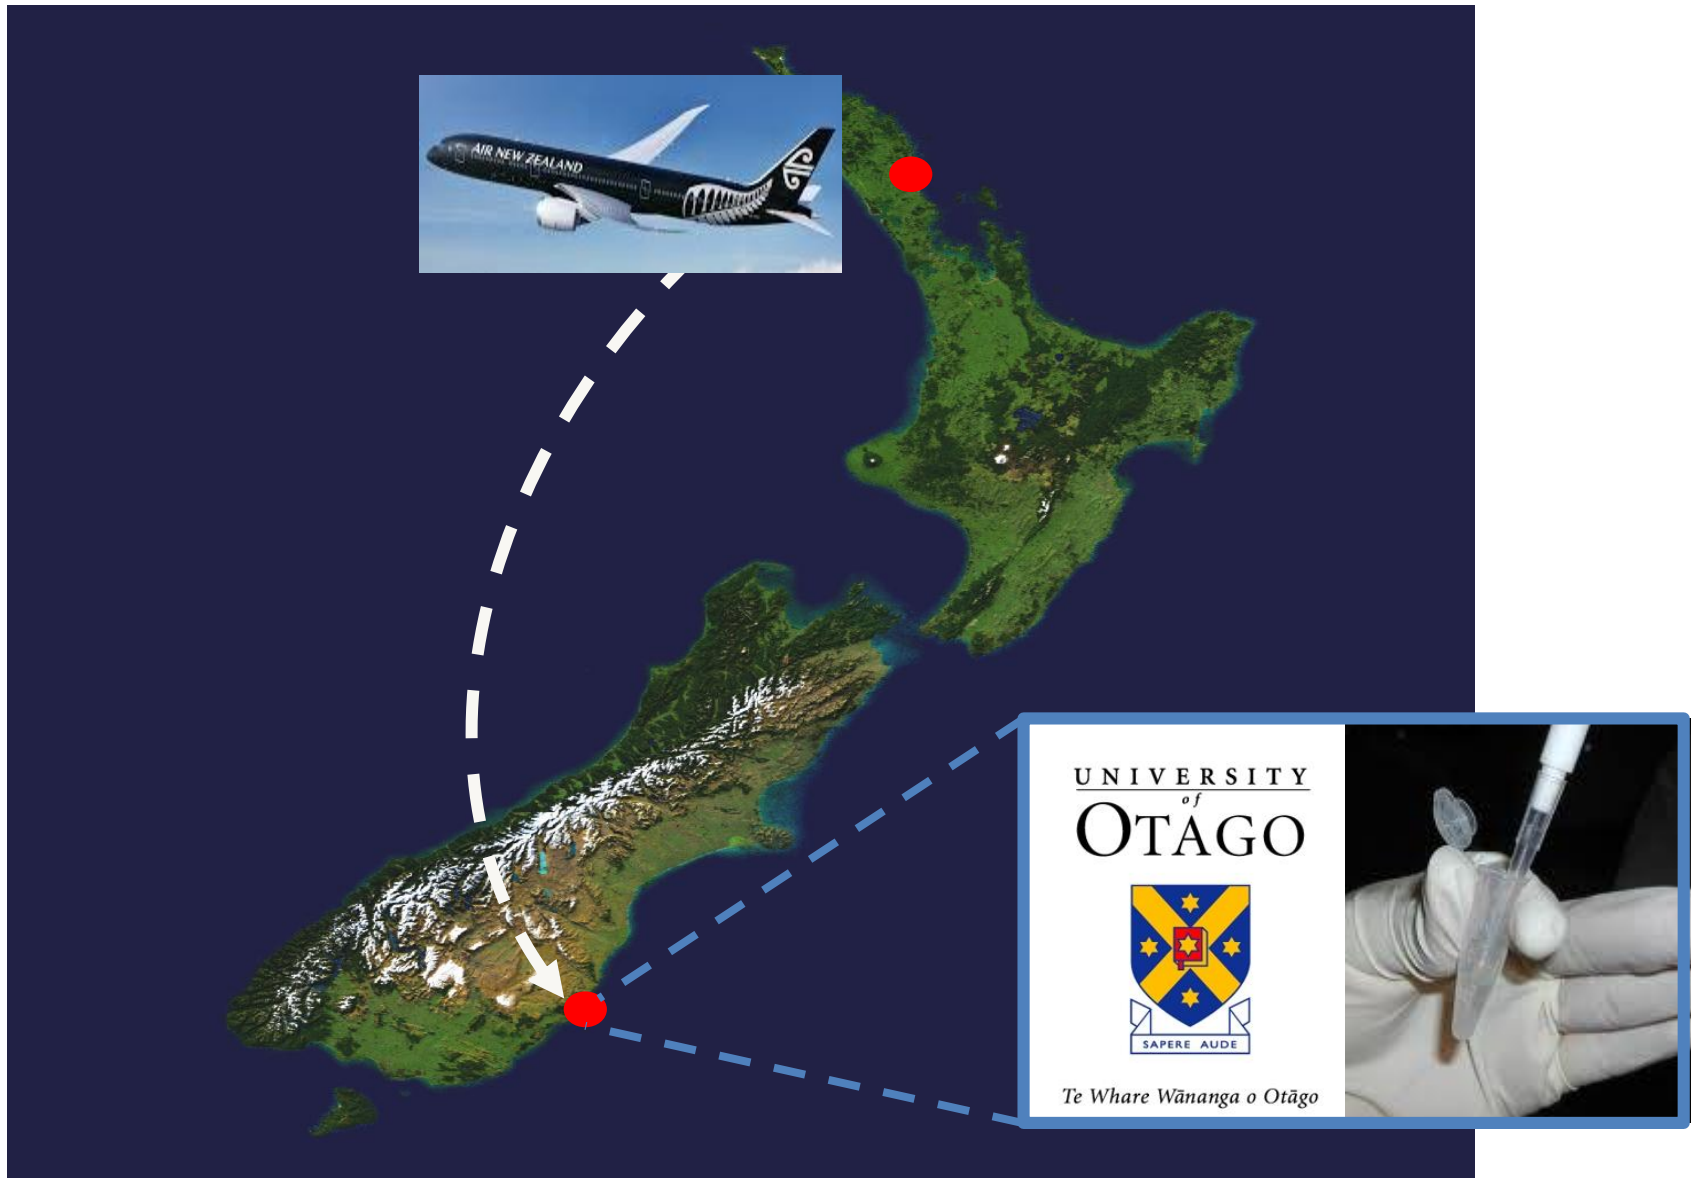 AIR NEW ZEALAND
UNIVERSITY
of
OTAGO
SAPERE AUDE
Te Whare Wānanga o Otāgo